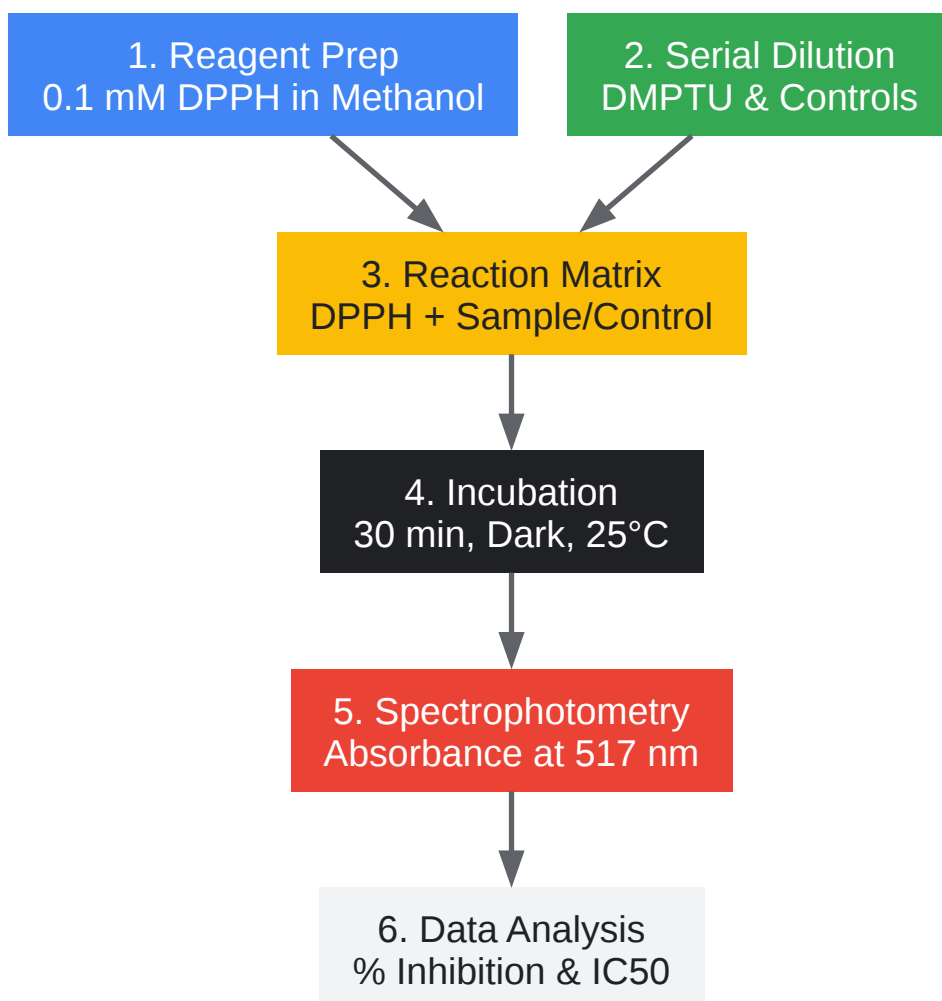 1. Reagent Prep
0.1 mM DPPH in Methanol
2. Serial Dilution
DMPTU & Controls
3. Reaction Matrix
DPPH + Sample/Control
4. Incubation
30 min, Dark, 25°C
5. Spectrophotometry
Absorbance at 517 nm
6. Data Analysis
% Inhibition & IC50